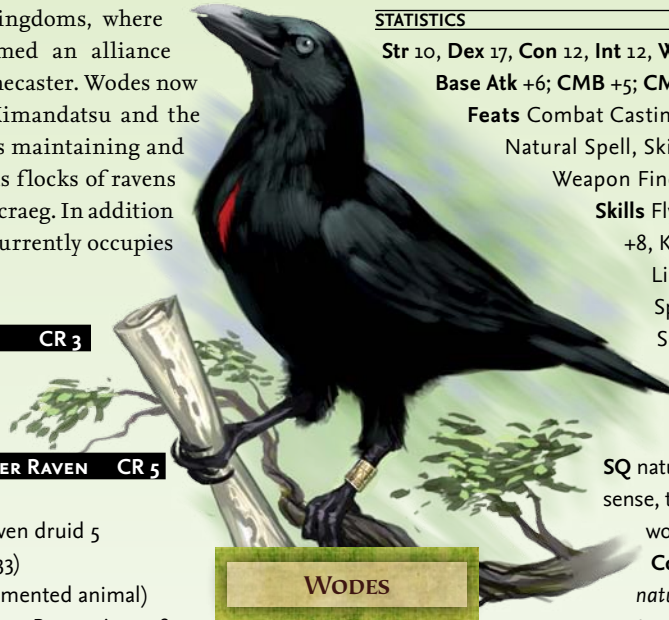 ingdoms, where
med an alliance
necaster. Wodes now
Kimandatsu and the
s maintaining and
s flocks of ravens
craeg. In addition
urrently occupies
CR 3
er Raven CR 5
ven druid 5
33)
mented animal)
STATISTICS
Str 10, Dex 17, Con 12, Int 12, W
Base Atk +6; CMB +5; CM
Feats Combat Casting
Natural Spell, Ski
Weapon Fin
Skills Fl
+8, K
Li
Sp
S
SQ natu
sense, t
wo
Co
natu
Wodes